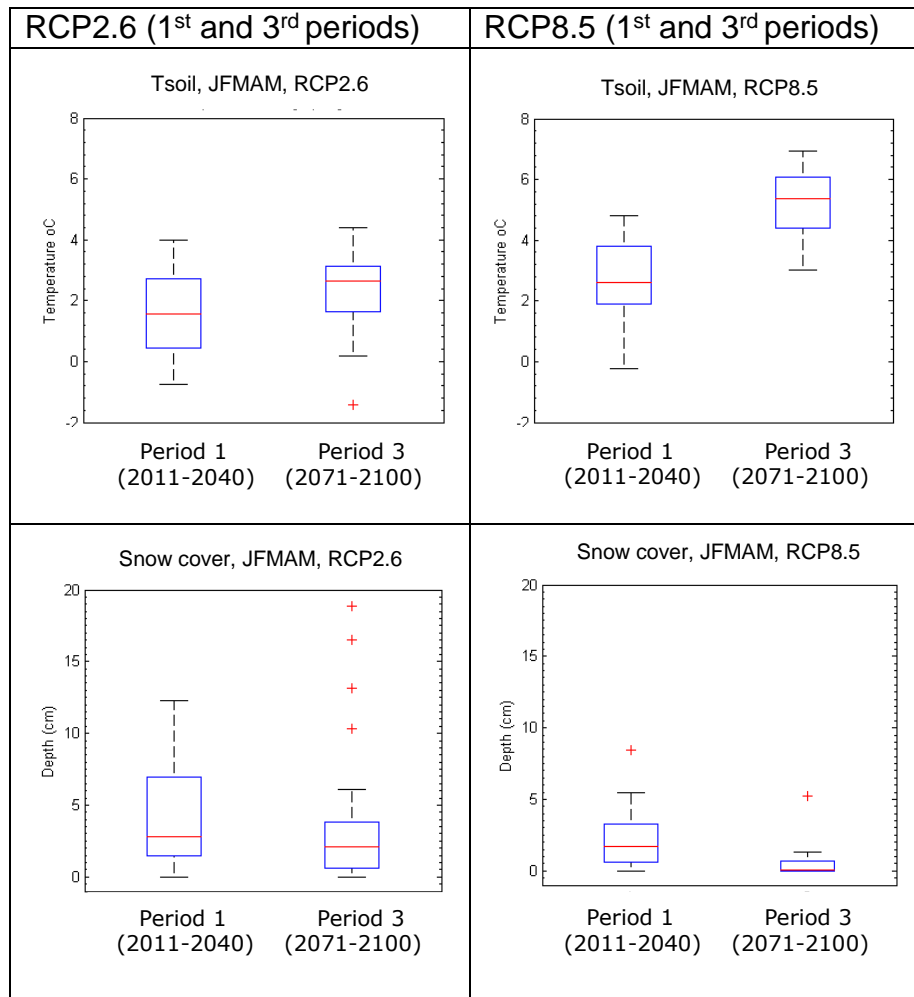 RCP2.6 (1st and 3rd periods)
RCP8.5 (1st and 3rd periods)
Tsoil, JFMAM, RCP2.6
8
6
4
2
0
-2
Temperature oC
Period 1
(2011-2040)
Period 3
(2071-2100)
Tsoil, JFMAM, RCP8.5
8
6
4
2
0
-2
Temperature oC
Period 1
(2011-2040)
Period 3
(2071-2100)
Snow cover, JFMAM, RCP2.6
20
15
10
5
0
Depth (cm)
Period 1
(2011-2040)
Period 3
(2071-2100)
Snow cover, JFMAM, RCP8.5
20
15
10
5
0
Depth (cm)
Period 1
(2011-2040)
Period 3
(2071-2100)